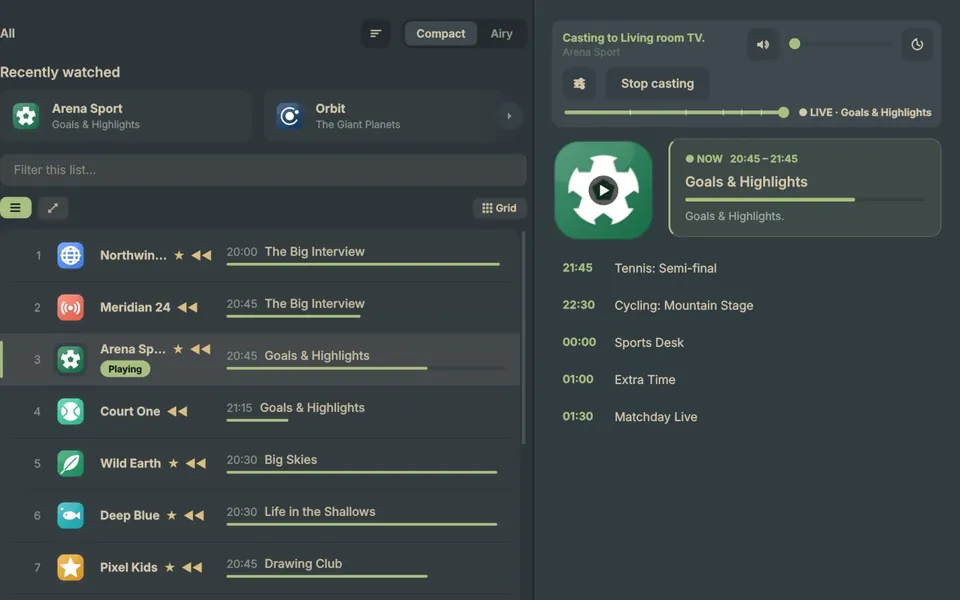 All
Compact
Airy
Recently watched
Arena Sport
Goals & Highlights
Orbit
The Giant Planets
Filter this list...
Grid
1 Northwin... 20:00 The Big Interview
2 Meridian 24 20:45 The Big Interview
3 Arena Sp... 20:45 Goals & Highlights
Playing
4 Court One 21:15 Goals & Highlights
5 Wild Earth 20:30 Big Skies
6 Deep Blue 20:30 Life in the Shallows
7 Pixel Kids 20:45 Drawing Club
Casting to Living room TV.
Arena Sport
Stop casting
LIVE · Goals & Highlights
NOW 20:45 – 21:45
Goals & Highlights
Goals & Highlights.
21:45 Tennis: Semi-final
22:30 Cycling: Mountain Stage
00:00 Sports Desk
01:00 Extra Time
01:30 Matchday Live